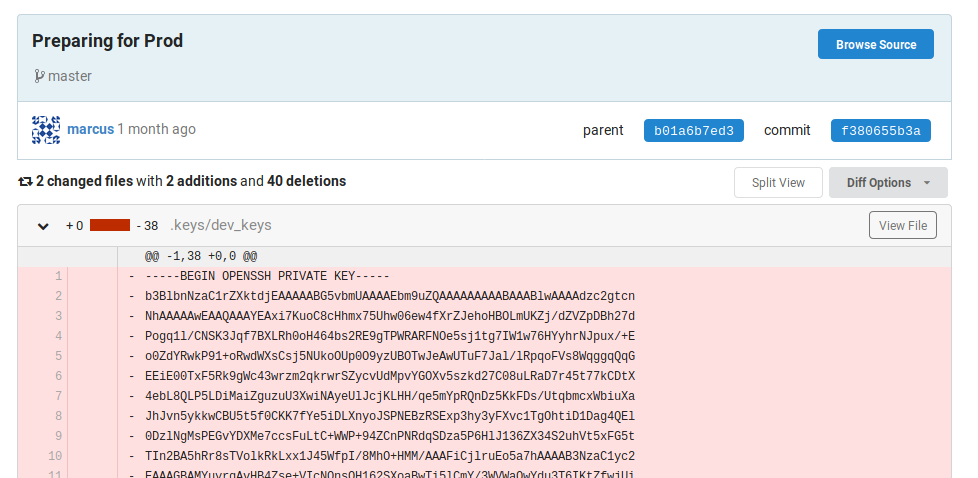 Preparing for Prod
Browse Source
master
marcus 1 month ago parent b01a6b7ed3 commit f380655b3a
2 changed files with 2 additions and 40 deletions Split View Diff Options
+ 0 - 38 .keys/dev_keys View File
@@ -1,38 +0,0 @@
1 - -----BEGIN OPENSSH PRIVATE KEY-----
2 - b3BlbnNzaC1rZXktdjEAAAAABG5vbmUAAAAEbm9uZQAAAAAAAAABAAABlwAAAAdzc2gtcn
3 - NhAAAAAwEAAQAAAYEAxi7KuoC8cHhmx75Uhw06ew4fXrZJehoHBOLmUKZj/dZVZpDBh27d
4 - Pogq1l/CNSK3Jqf7BXLRh0oH464bs2RE9gTPWRARFNOe5sj1tg7IW1w76HYyhrNJpux/+E
5 - o0ZdYRwkP91+oRwdWXsCsj5NUkoOUp0O9yzUBOTwJeAwUTuF7Jal/lRpqoFVs8WqggqQqG
6 - EEiE00TxF5Rk9gWc43wrzm2qkrwrSZycvUdMpvYGOXv5szkd27C08uLRaD7r45t77kCDtX
7 - 4ebL8QLP5LDiMaiZguzuU3XwiNAyeUlJcjKLHH/qe5mYpRQnDz5KkFDs/UtqbmcxWbiuXa
8 - JhJvn5ykkwCBU5t5f0CKK7fYe5iDLXnyoJSPNEBzRSExp3hy3yFXvc1TgOhtiD1Dag4QEl
9 - 0DzlNgMsPEGvYDXMe7ccsFuLtC+WWP+94ZCnPNRdqSDza5P6HlJ136ZX34S2uhVt5xFG5t
10 - TIn2BA5hRr8sTVolkRkLxx1J45WfpI/8MhO+HMM/AAAFiCjlruEo5a7hAAAAB3NzaC1yc2